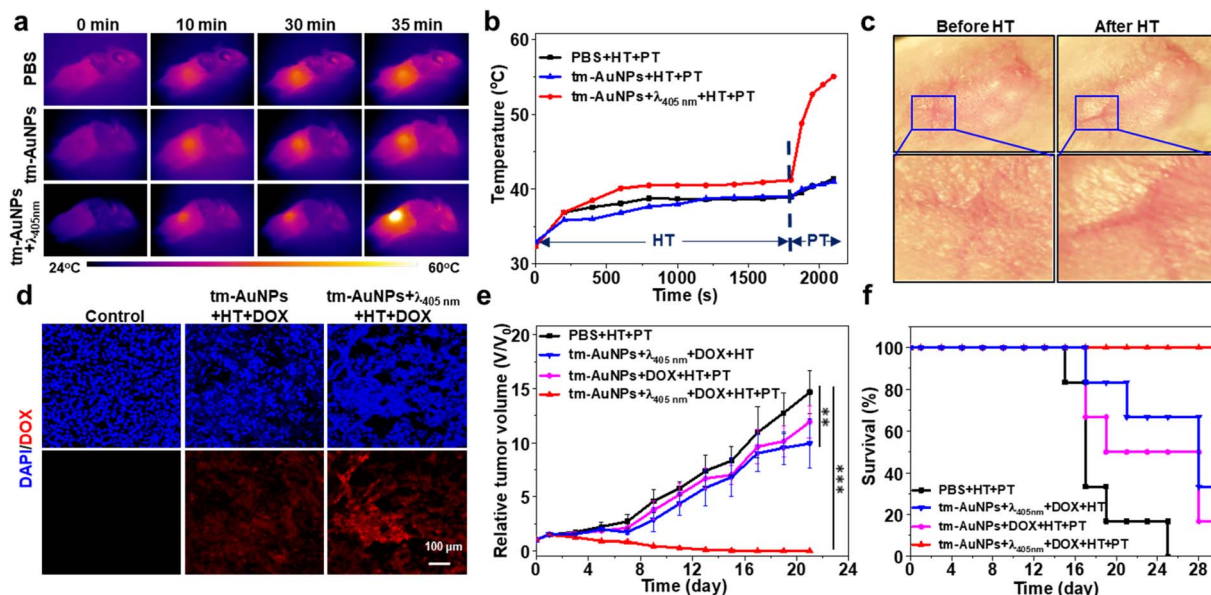 a
0 min 10 min 30 min 35 min
PBS
tm-AuNPs
tm-AuNPs
+λ405nm
24°C 60°C
b
60
50
40
30
Temperature (°C)
PBS+HT+PT
tm-AuNPs+HT+PT
tm-AuNPs+λ405 nm+HT+PT
HT PT
0 500 1000 1500 2000
Time (s)
c
Before HT After HT
d
Control
tm-AuNPs
+HT+DOX
tm-AuNPs+λ405 nm
+HT+DOX
DAPI/DOX
100 µm
e
20
15
10
5
0
Relative tumor volume (V/V0)
PBS+HT+PT
tm-AuNPs+λ405 nm+DOX+HT
tm-AuNPs+DOX+HT+PT
tm-AuNPs+λ405 nm+DOX+HT+PT
**
***
0 4 8 12 16 20 24
Time (day)
f
100
80
60
40
20
0
Survival (%)
PBS+HT+PT
tm-AuNPs+λ405nm+DOX+HT
tm-AuNPs+DOX+HT+PT
tm-AuNPs+λ405nm+DOX+HT+PT
0 4 8 12 16 20 24 28
Time (day)